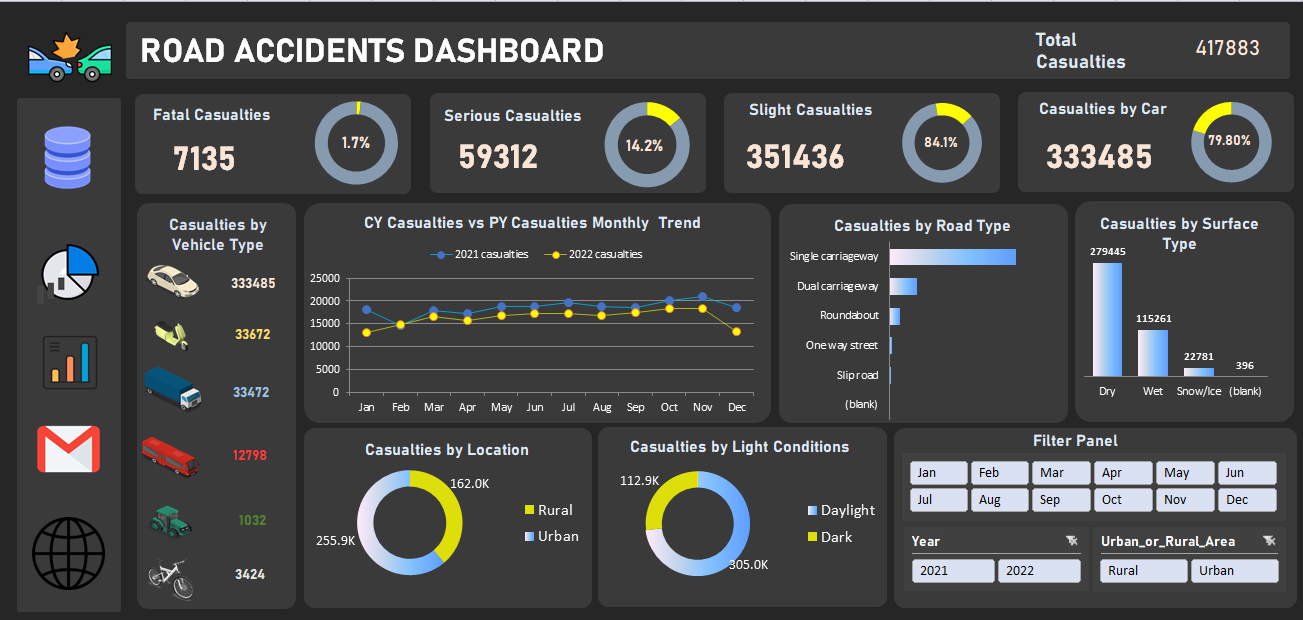 ROAD ACCIDENTS DASHBOARD
Total
Casualties
417883
Fatal Casualties
7135
1.7%
Serious Casualties
59312
14.2%
Slight Casualties
351436
84.1%
Casualties by Car
333485
79.80%
Casualties by
Vehicle Type
333485
33672
33472
12798
1032
3424
CY Casualties vs PY Casualties Monthly Trend
2021 casualties
2022 casualties
25000
20000
15000
10000
5000
0
Jan Feb Mar Apr May Jun Jul Aug Sep Oct Nov Dec
Casualties by Road Type
Single carriageway
Dual carriageway
Roundabout
One way street
Slip road
(blank)
Casualties by Surface
Type
279445
115261
22781
396
Dry Wet Snow/Ice (blank)
Casualties by Location
162.0K
255.9K
Rural
Urban
Casualties by Light Conditions
112.9K
305.0K
Daylight
Dark
Filter Panel
Jan Feb Mar Apr May Jun
Jul Aug Sep Oct Nov Dec
Year
2021 2022
Urban_or_Rural_Area
Rural Urban